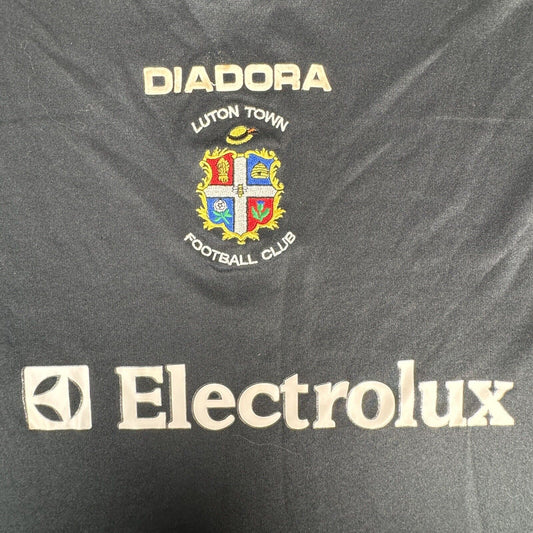 DIADORA
LUTON TOWN
FOOTBALL CLUB
Electrolux